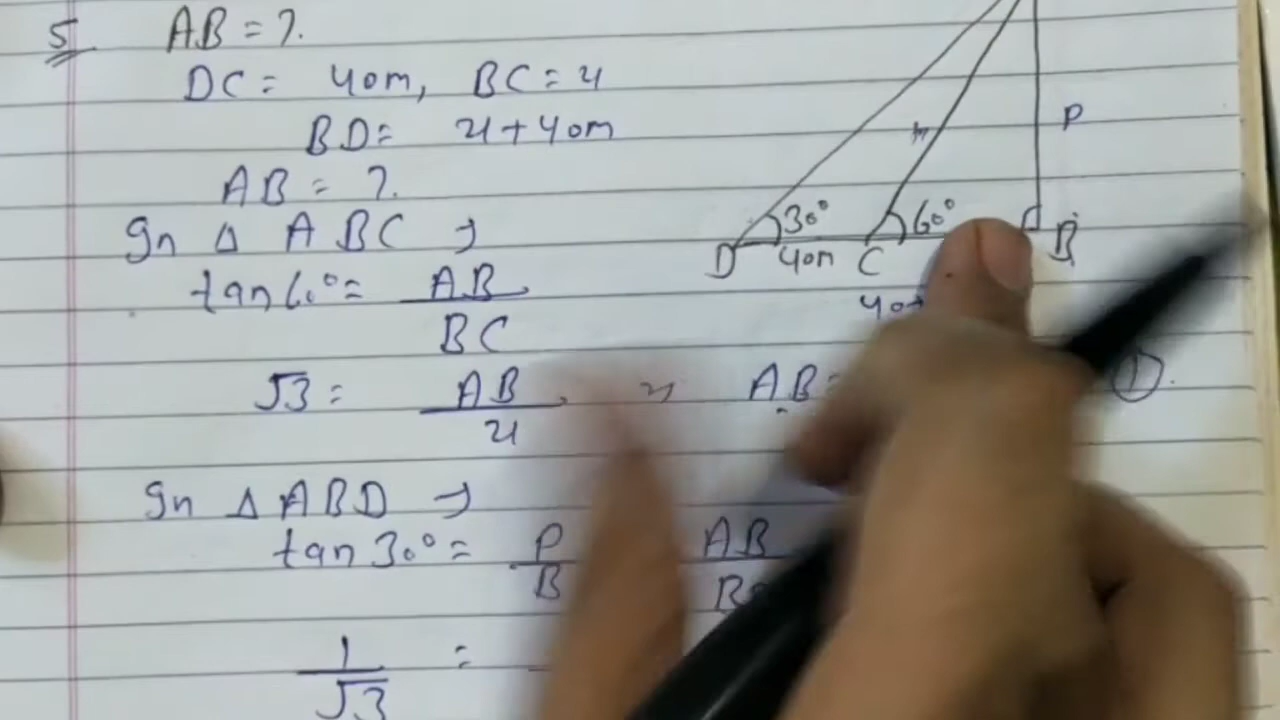 5 AB = ?.
DC = 40m, BC = x
BD = x + 40m
AB = ?.
In Δ ABC →
tan 60° = AB
BC
√3 = AB
x
AB =
①.
In Δ ABD →
tan 30° = P
B
AB
1 =
√3
P
30° 60°
D 40m C B